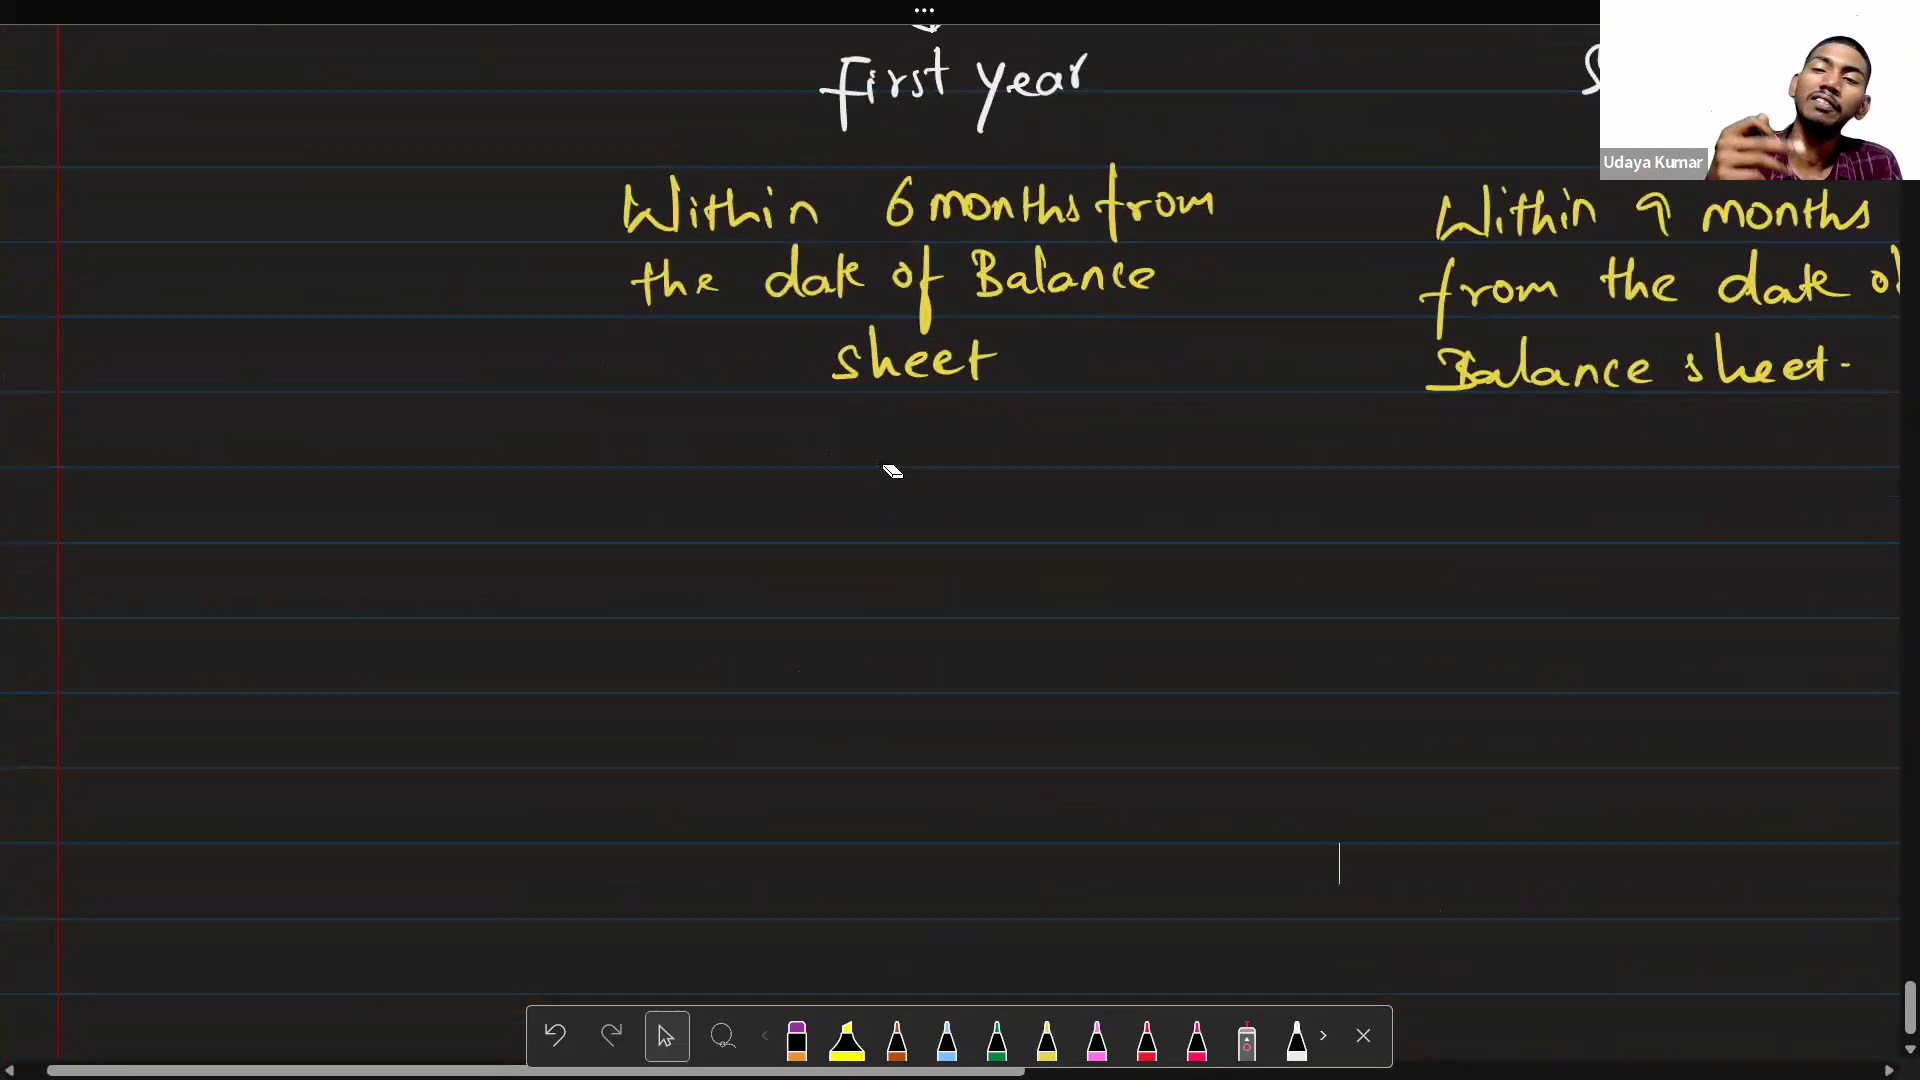 First year
Within 6 months from
the date of Balance
sheet
Within 9 months
from the date of
Balance sheet.
Udaya Kumar